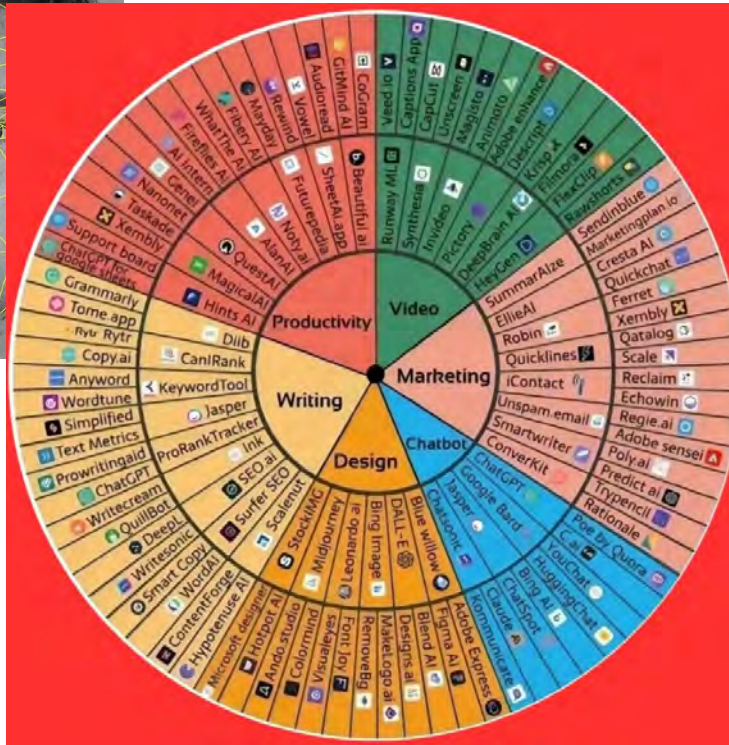 Productivity
Video
Marketing
Chatbot
Design
Writing
Hints AI
MagicalAI
QuestAI
AlanAI
Noty.ai
Futurepedia
SheetAi.app
Beautiful ai
Runway ML
Synthesia
Invideo
Pictory
DeepBrain AI
HeyGen
SummarAIze
EllieAI
Robin
Quicklines
iContact
Unspam.email
Smartwriter
ConverKit
ChatGPT
Google Bard
Jasper
Chatsonic
Blue willow
DALL-E
Bing Image
Leonardo ie
Midjourney
StockIMG
Scalenut
Surfer SEO
SEO.ai
Ink
ProRankTracker
Jasper
KeywordTool
CanIRank
Diib
ChatGPT for
google sheets
Support board
Xembly
Taskade
Nanonet
Genei
Ai Intern
Fireflies AI
WhatThe AI
Fibery AI
Mayday
Rewind
Vowel
Audioread
GitMind AI
CoGram
Veed.io
Captions App
CapCut
Unscreen
Magisto
Animoto
Adobe enhance
Descript
Krisp
Filmora
FlexClip
Rawshorts
Sendinblue
Marketingplan.io
Cresta AI
Quickchat
Ferret
Xembly
Qatalog
Scale
Reclaim
Echowin
Regie.ai
Adobe sensei
Poly.ai
Predict ai
Trypencil
Rationale
Poe by Quora
C.ai
YouChat
HuggingChat
Bing AI
ChatSpot
Claude
Kommunicate
Adobe Express
Figma AI
Blend AI
Designs.ai
MakeLogo ai
RemoveBg
Font Joy
Visualeyes
Colormind
Ando studio
Hotpot AI
Microsoft designer
Hypotenuse AI
ContentForge
WordAI
Smart Copy
Writesonic
DeepL
QuillBot
Writecream
ChatGPT
Prowritingaid
Text Metrics
Simplified
Wordtune
Anyword
Copy.ai
Rytr
Tome.app
Grammarly